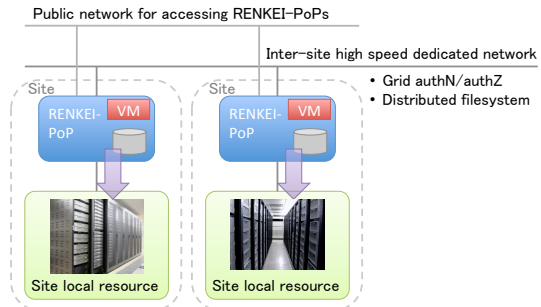 Public network for accessing RENKEI-PoPs
Inter-site high speed dedicated network
• Grid authN/authZ
• Distributed filesystem
Site
RENKEI-
PoP
VM
Site local resource
Site
RENKEI-
PoP
VM
Site local resource